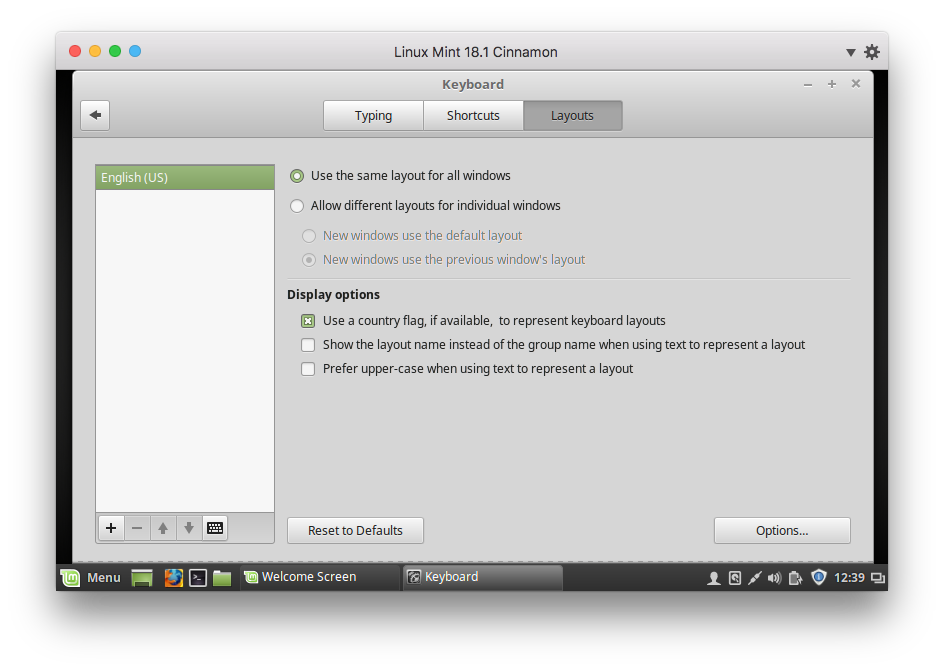 Linux Mint 18.1 Cinnamon
Keyboard
Typing
Shortcuts
Layouts
English (US)
Use the same layout for all windows
Allow different layouts for individual windows
New windows use the default layout
New windows use the previous window's layout
Display options
Use a country flag, if available,  to represent keyboard layouts
Show the layout name instead of the group name when using text to represent a layout
Prefer upper-case when using text to represent a layout
Reset to Defaults
Options...
Menu
Welcome Screen
Keyboard
12:39